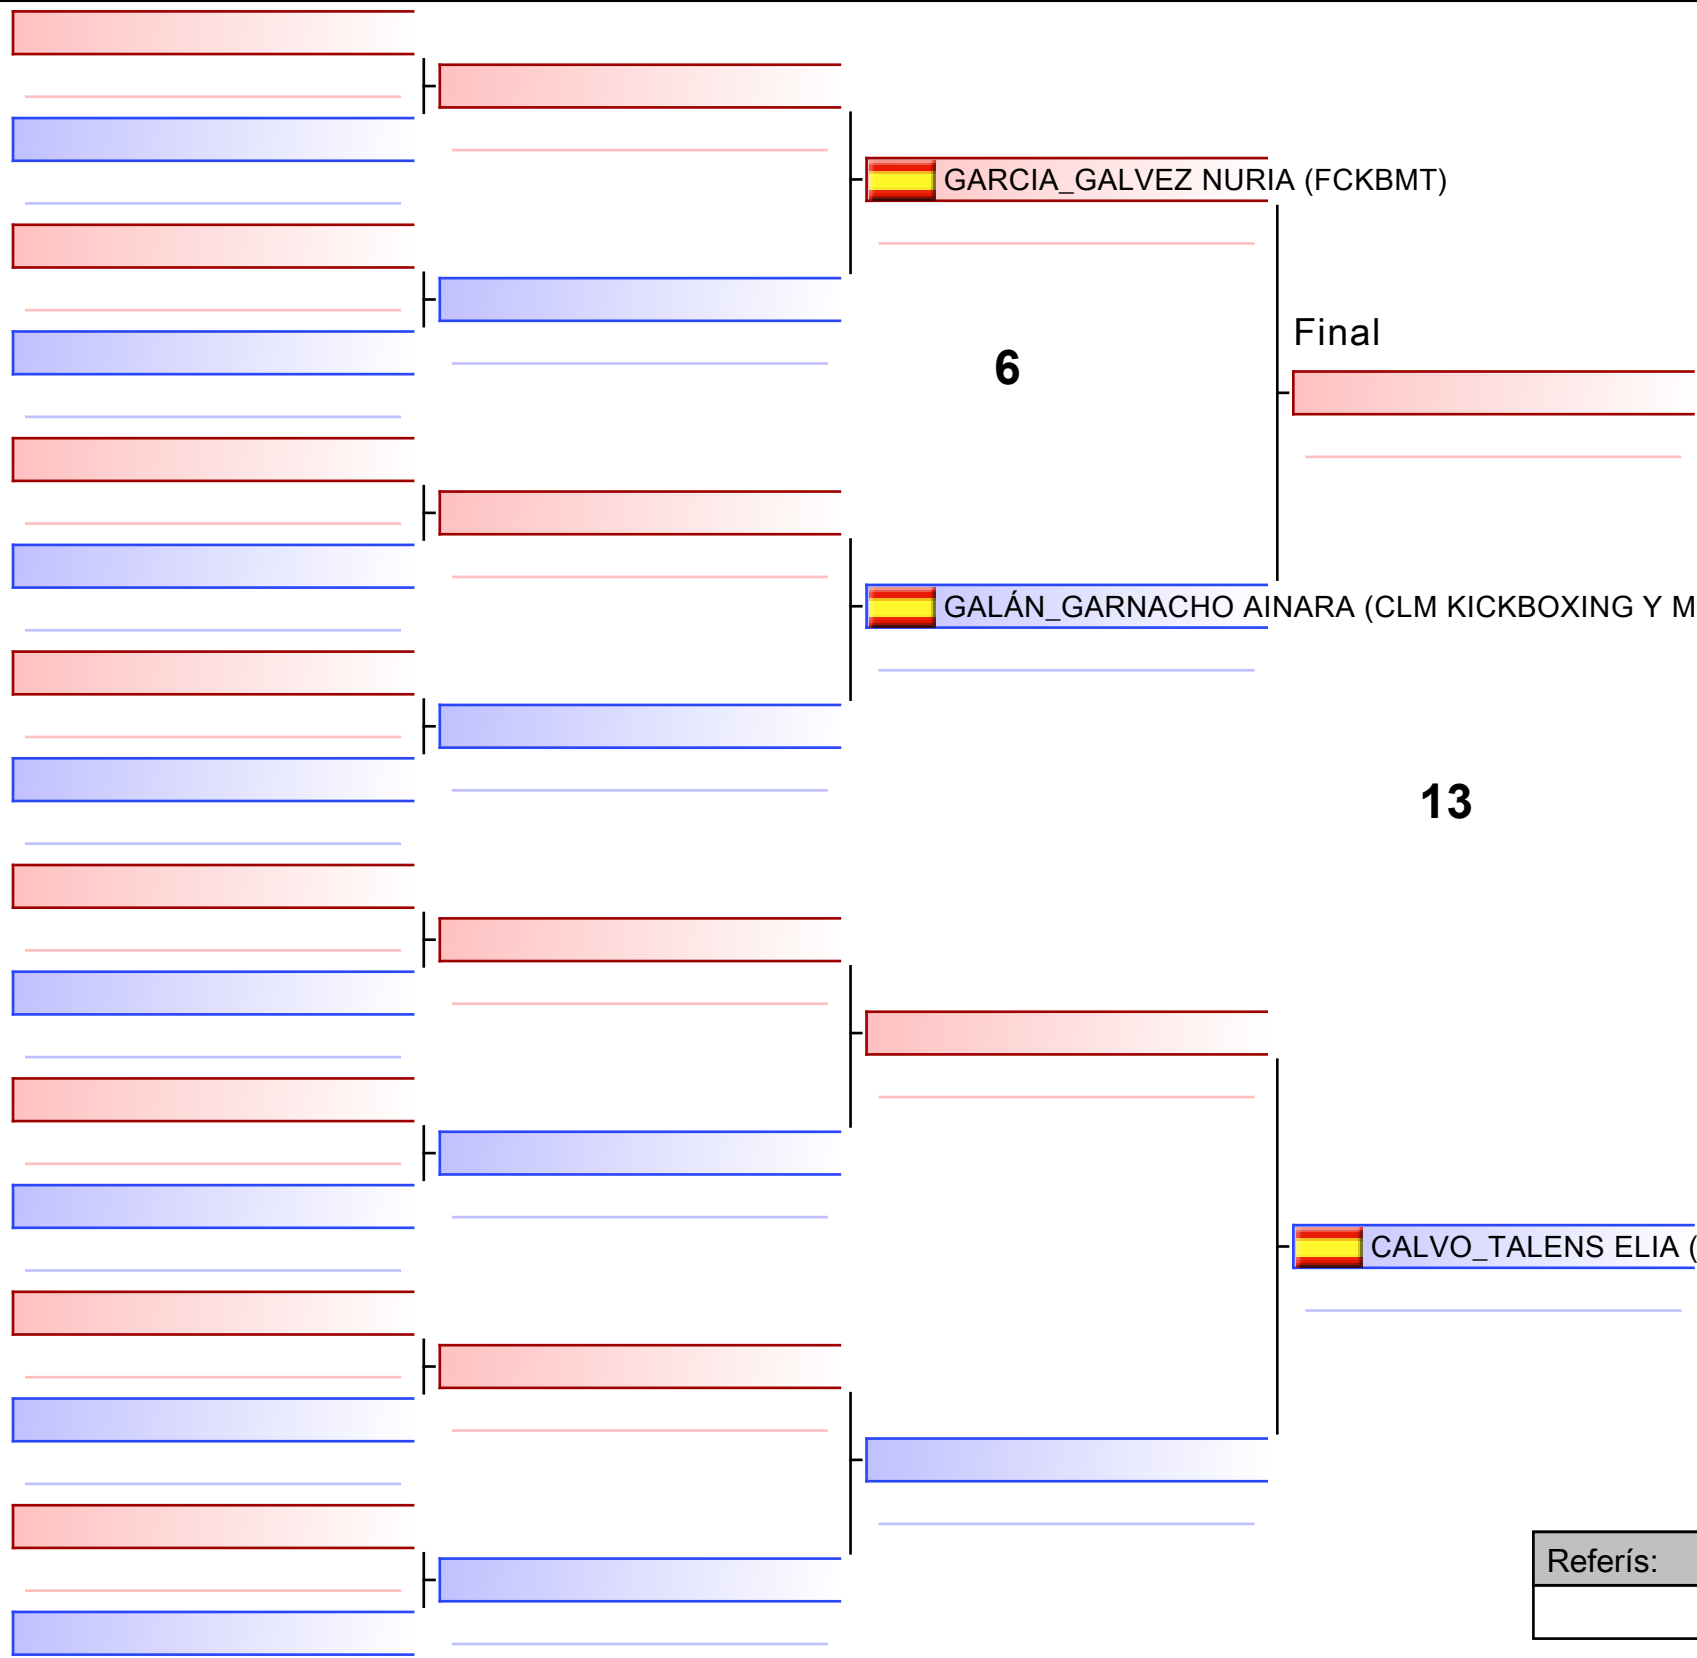 GARCIA_GALVEZ NURIA (FCKBMT)
Final
6
GALÁN_GARNACHO AINARA (CLM KICKBOXING Y M
13
CALVO_TALENS ELIA (
Referís: